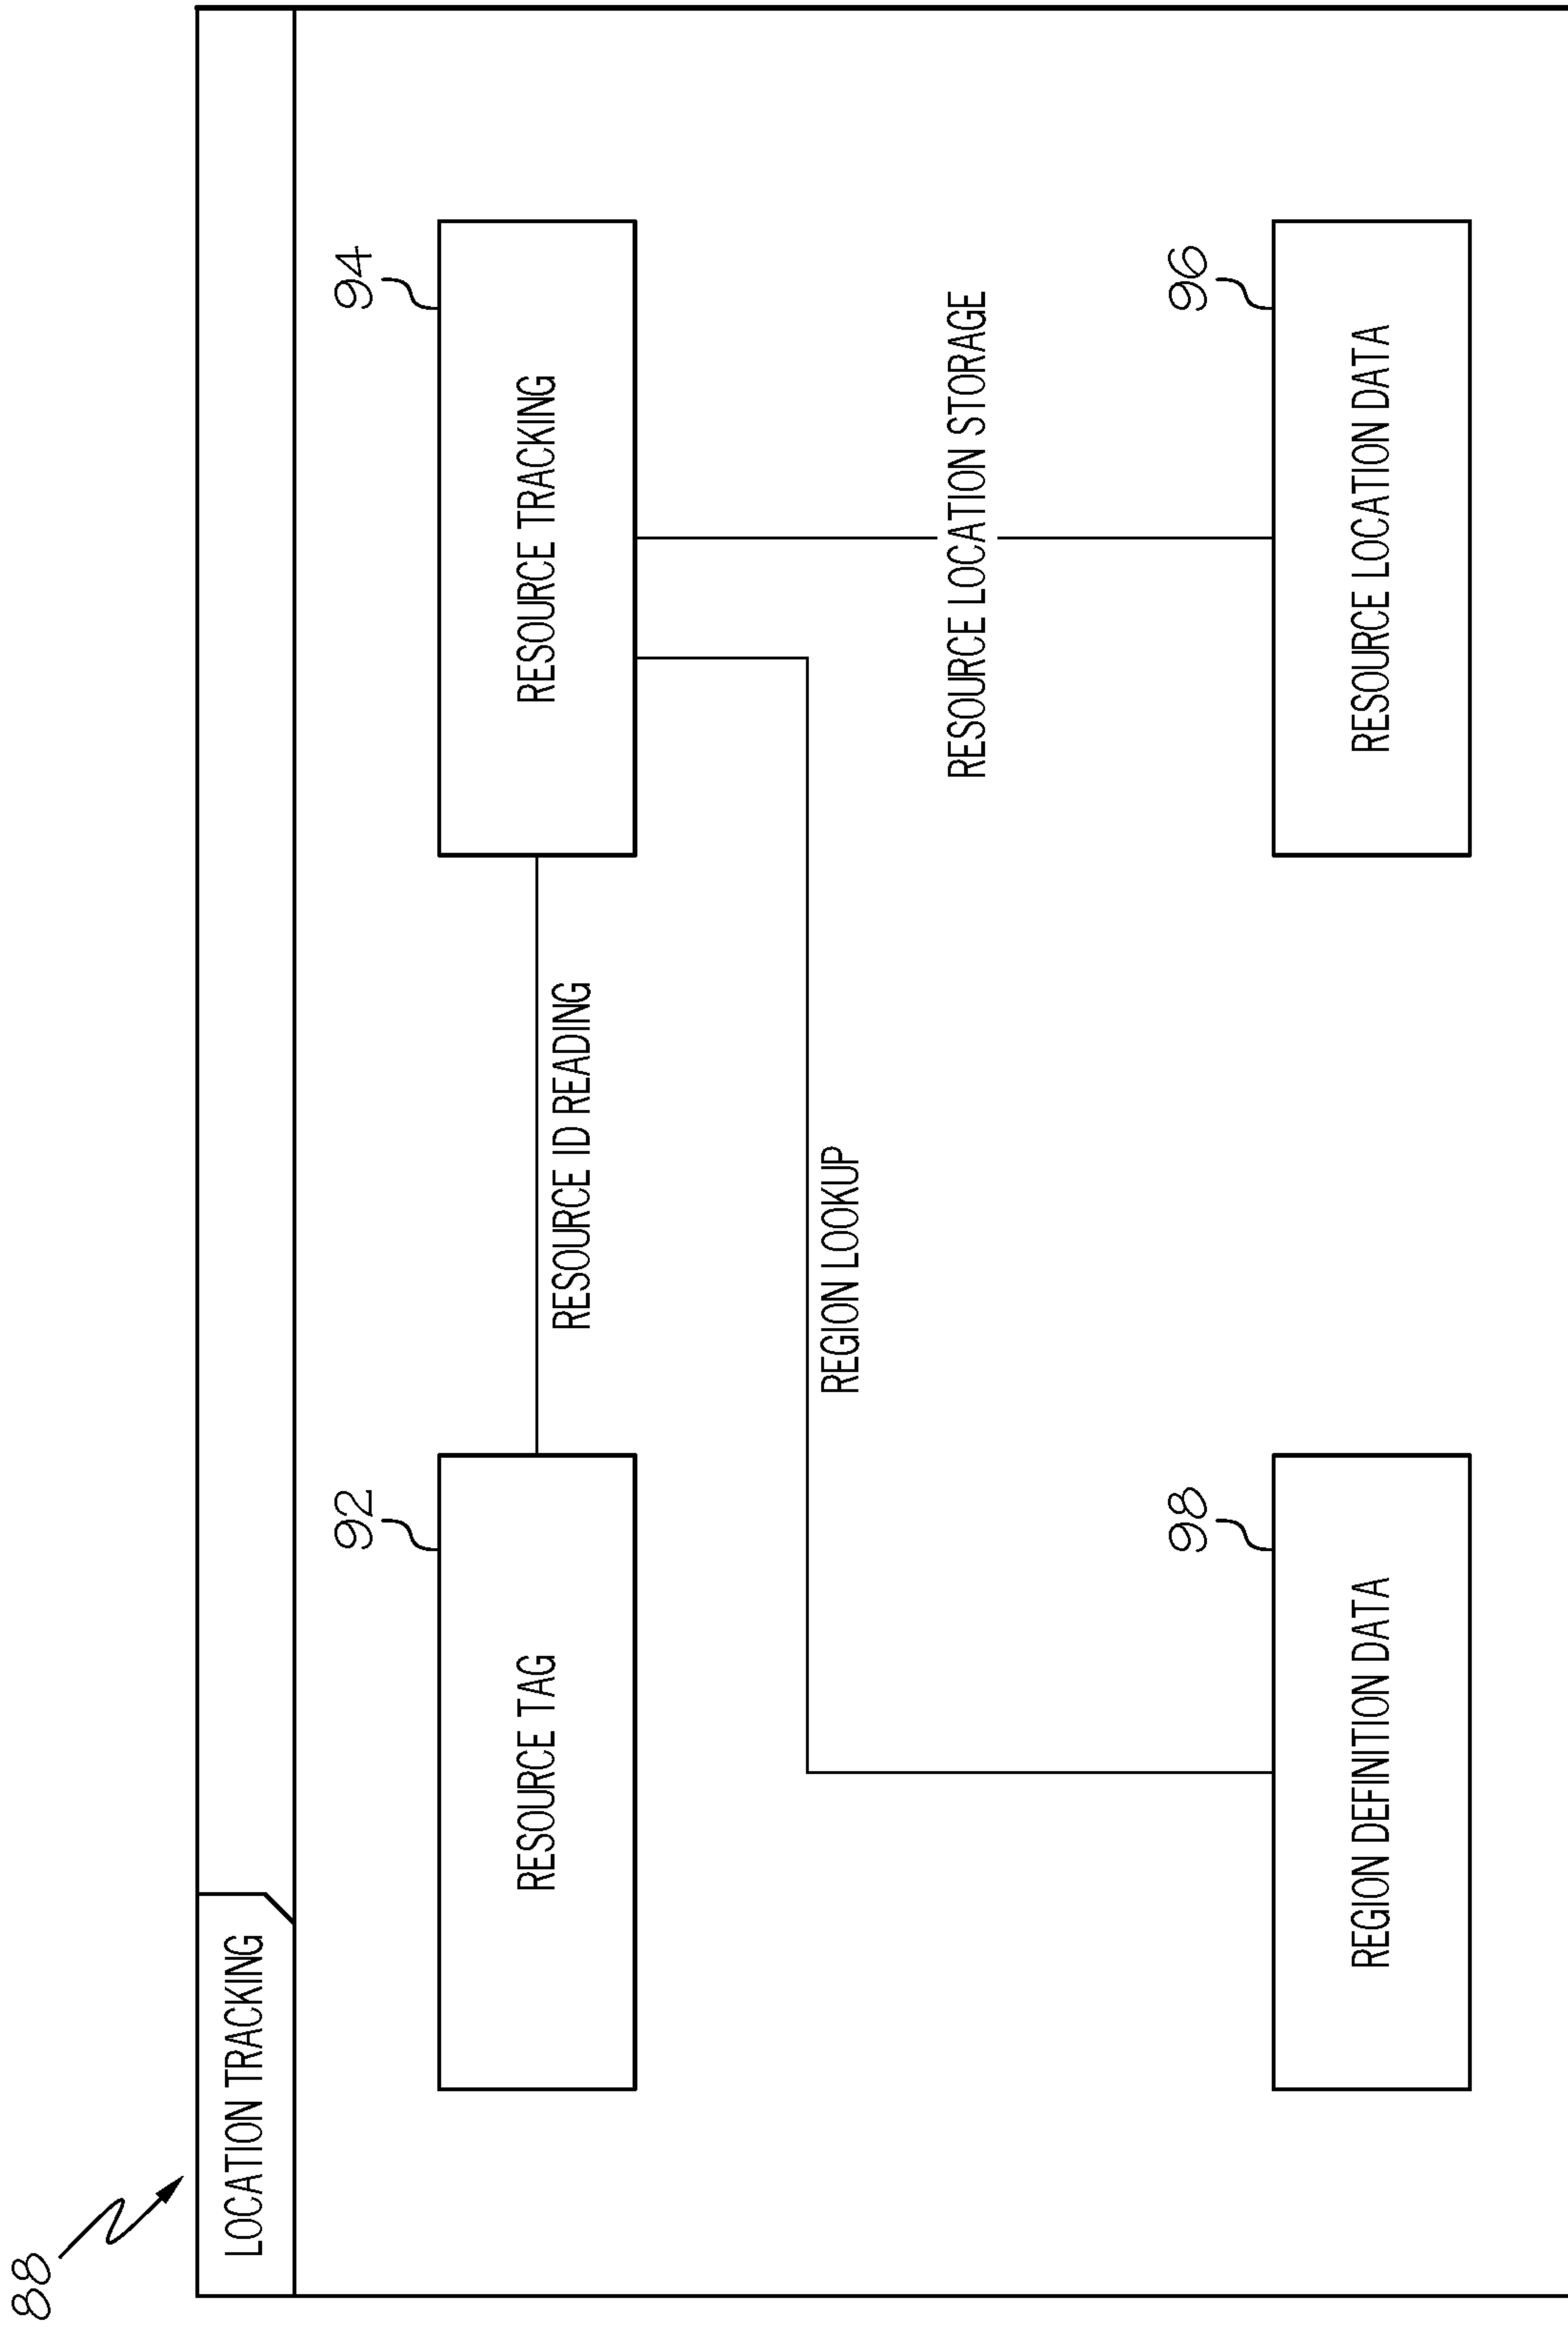 88
LOCATION TRACKING
92
94
RESOURCE TAG
RESOURCE TRACKING
RESOURCE ID READING
REGION LOOKUP
RESOURCE LOCATION STORAGE
98
96
REGION DEFINITION DATA
RESOURCE LOCATION DATA